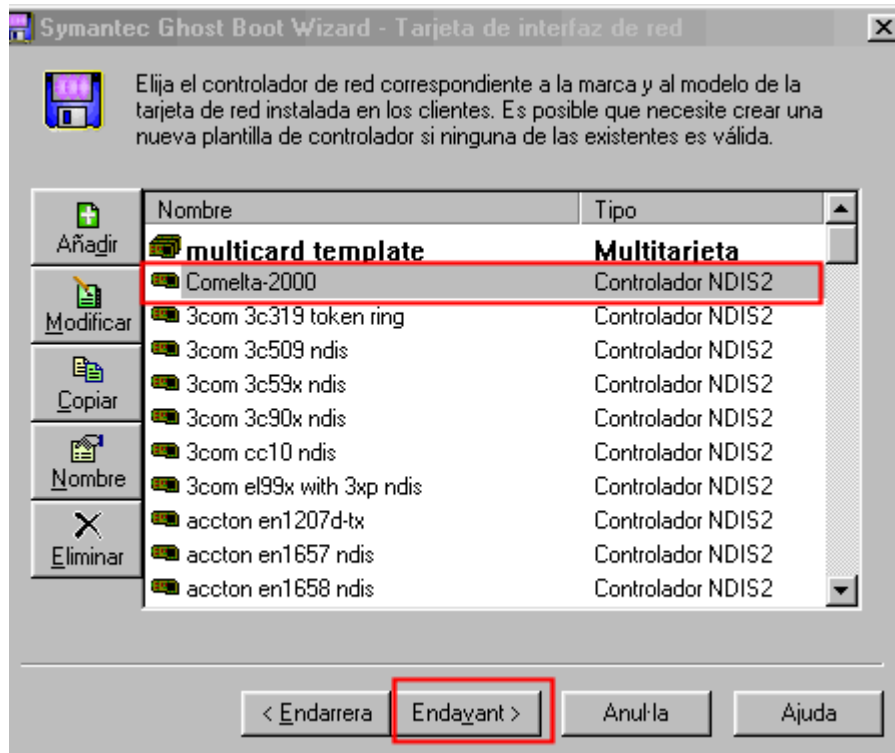 Symantec Ghost Boot Wizard - Tarjeta de interfaz de red
Elija el controlador de red correspondiente a la marca y al modelo de la
tarjeta de red instalada en los clientes. Es posible que necesite crear una
nueva plantilla de controlador si ninguna de las existentes es válida.
Añadir
Modificar
Copiar
Nombre
Eliminar
Nombre Tipo
multicard template Multitarjeta
Comelta-2000 Controlador NDIS2
3com 3c319 token ring Controlador NDIS2
3com 3c509 ndis Controlador NDIS2
3com 3c59x ndis Controlador NDIS2
3com 3c90x ndis Controlador NDIS2
3com cc10 ndis Controlador NDIS2
3com el99x with 3xp ndis Controlador NDIS2
accton en1207d-tx Controlador NDIS2
accton en1657 ndis Controlador NDIS2
accton en1658 ndis Controlador NDIS2
< Endarrera Endavant > Anul·la Ajuda